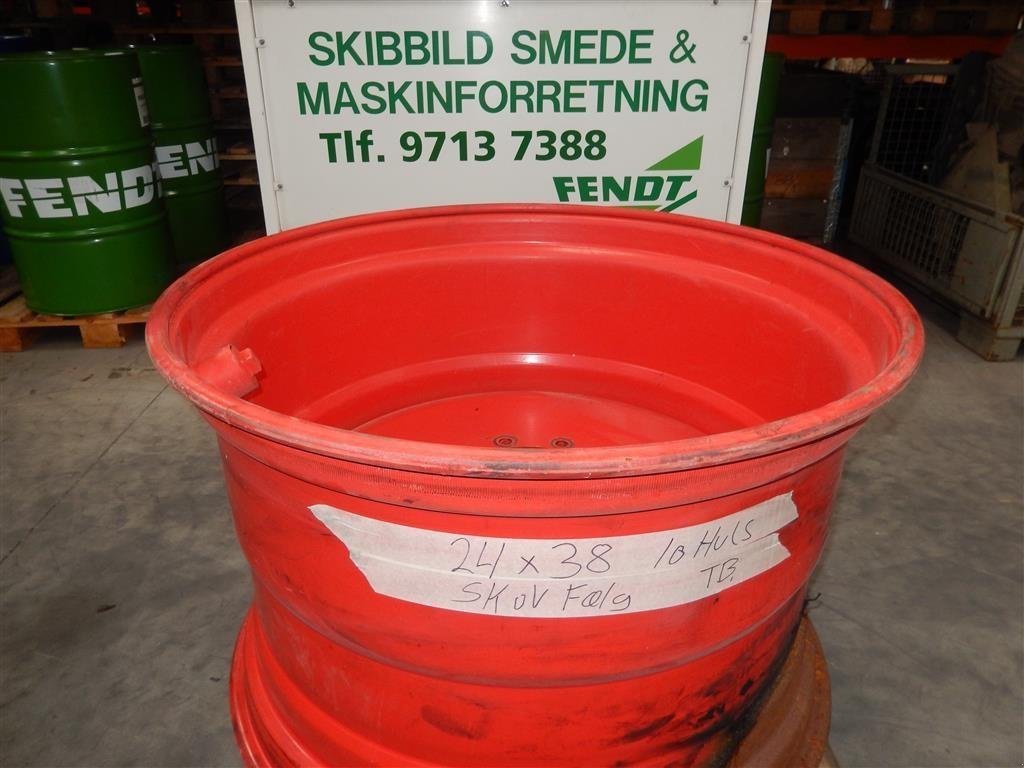 SKIBBILD SMEDE &
MASKINFORRETNING
Tlf. 9713 7388
FENDT
FENDT
FENDT
24 x 38 10 Huls
SKOV Fælg TB.